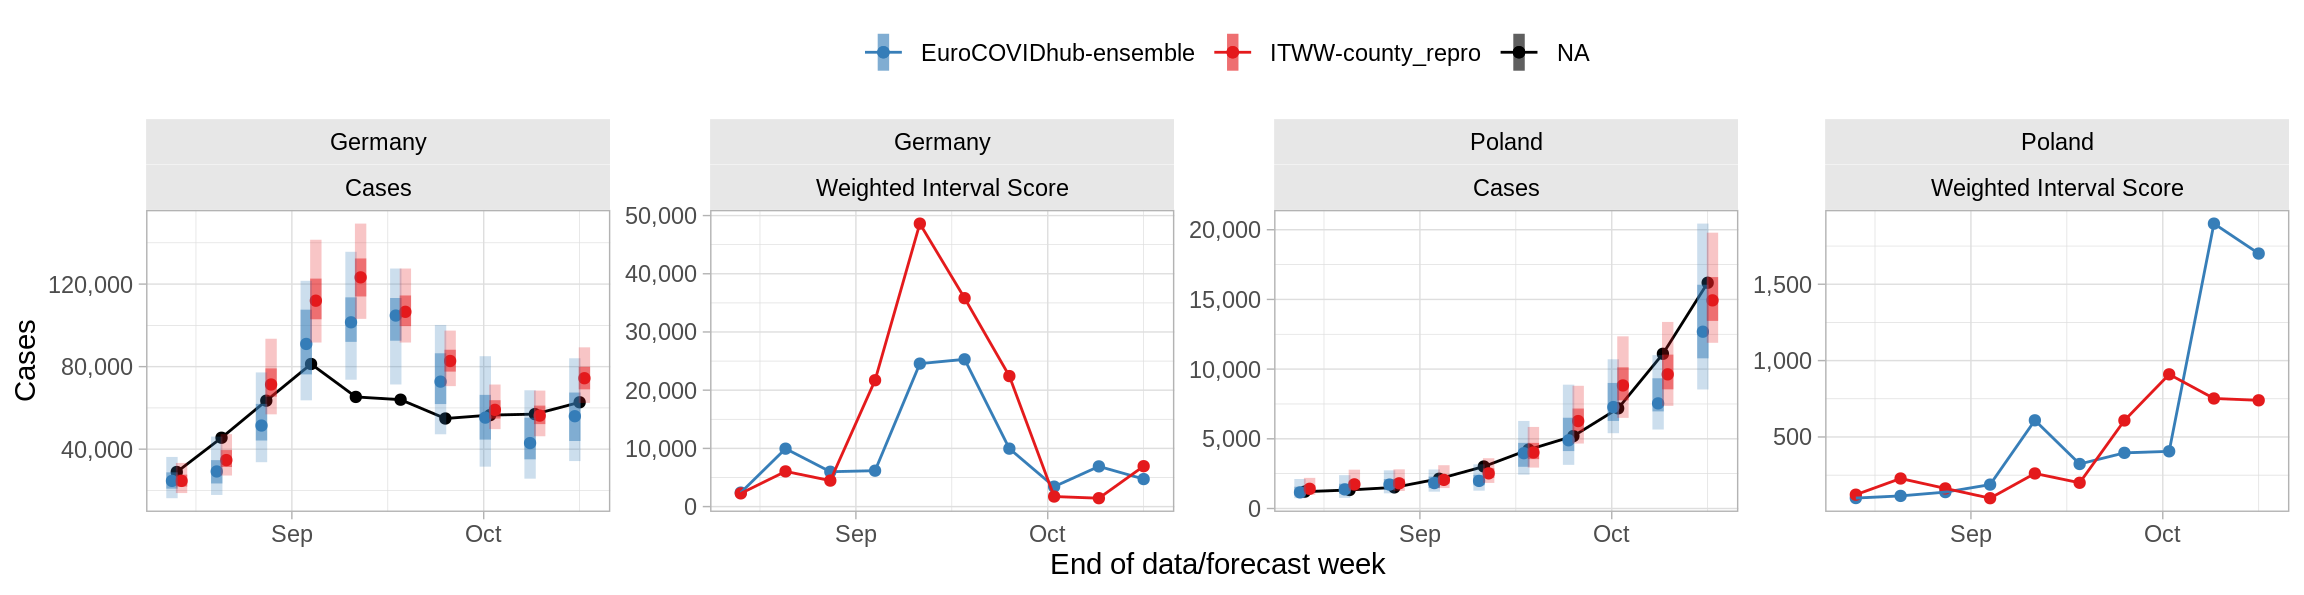 EuroCOVIDhub-ensemble ITWW-county_repro NA
Germany Germany Poland Poland
Cases Weighted Interval Score Cases Weighted Interval Score
Cases
120,000
80,000
40,000
Sep Oct
50,000
40,000
30,000
20,000
10,000
0
Sep Oct
20,000
15,000
10,000
5,000
0
Sep Oct
1,500
1,000
500
Sep Oct
End of data/forecast week